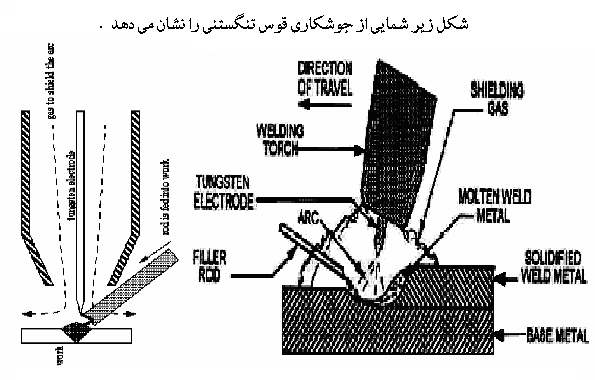 شکل زیر شمایی از جوشکاری قوس تنگستنی را نشان می دهد .
gas to shield the arc
tungsten electrode
rod is fed into work
work
DIRECTION
OF TRAVEL
SHIELDING
GAS
WELDING
TORCH
TUNGSTEN
ELECTRODE
MOLTEN WELD
METAL
ARC
FILLER
ROD
SOLIDIFIED
WELD METAL
BASE METAL